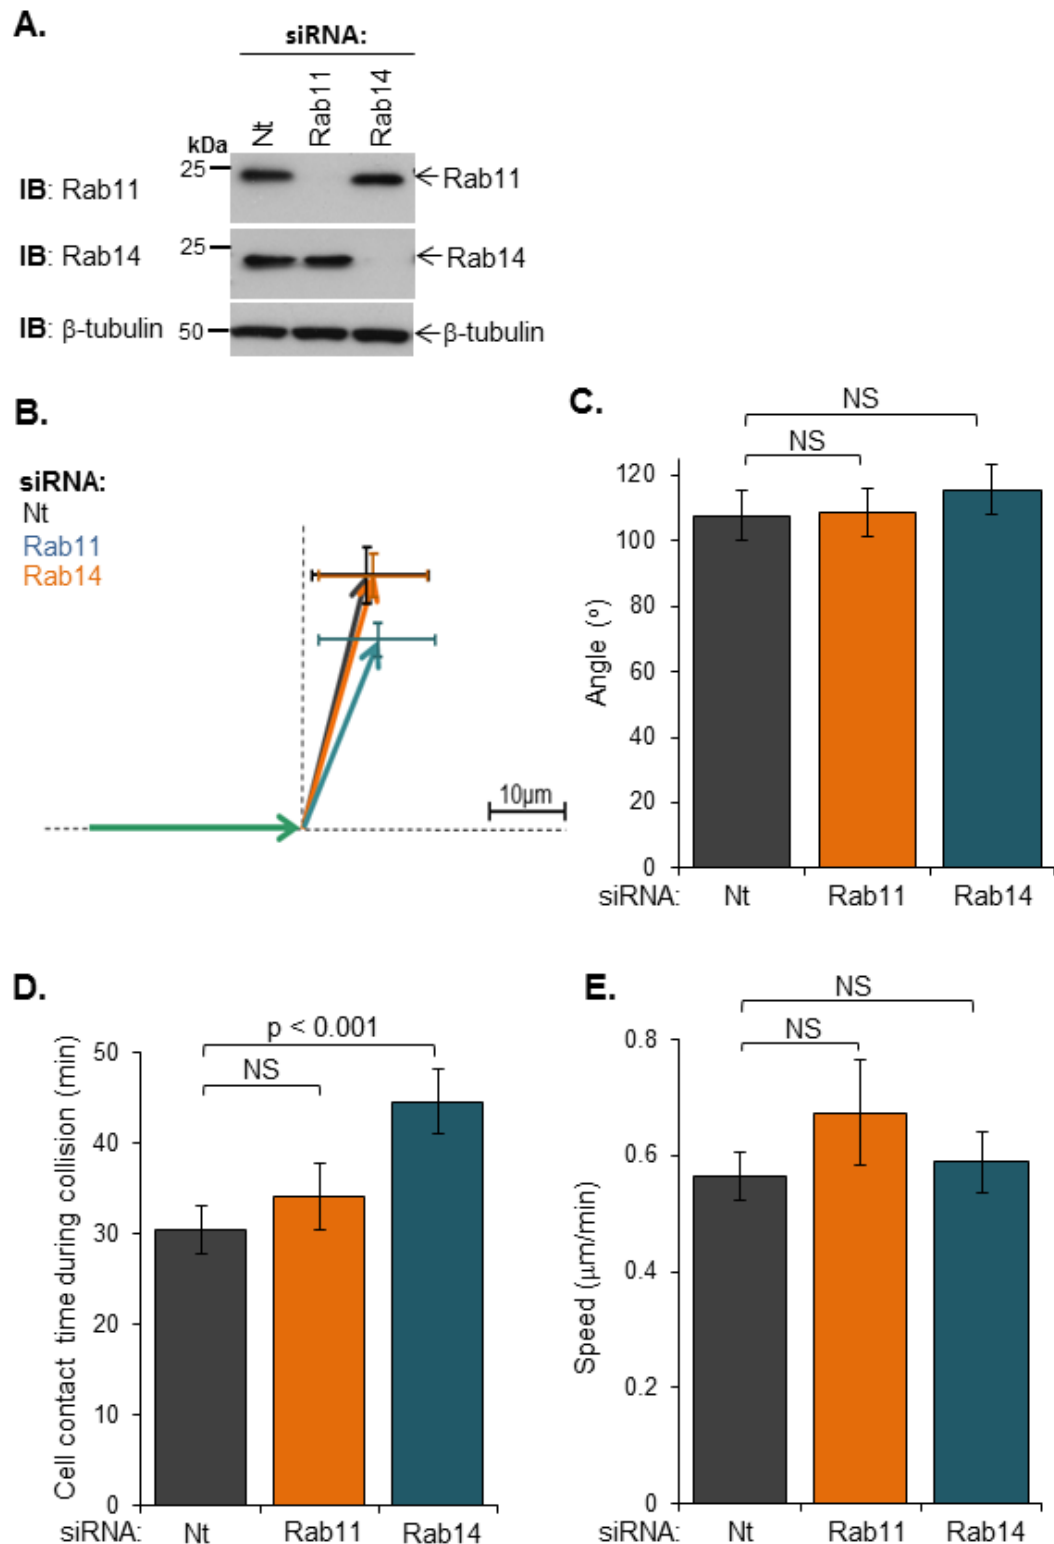 A.
siRNA:
Nt Rab11 Rab14
kDa
IB: Rab11 25 Rab11
IB: Rab14 25 Rab14
IB: β-tubulin 50 β-tubulin
B.
siRNA:
Nt
Rab11
Rab14
10μm
C.
NS
NS
Angle (º)
120
100
80
60
40
20
0
siRNA: Nt Rab11 Rab14
D.
p < 0.001
NS
Cell contact time during collision (min)
50
40
30
20
10
0
siRNA: Nt Rab11 Rab14
E.
NS
NS
Speed (μm/min)
0.8
0.6
0.4
0.2
0
siRNA: Nt Rab11 Rab14